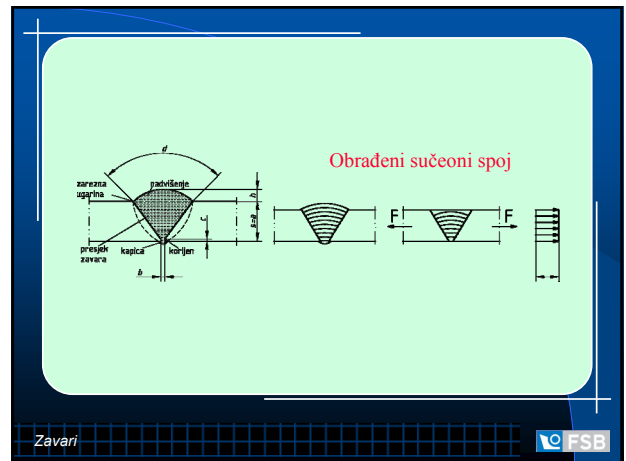 Obrađeni sučeoni spoj
d
zarezna
ugarina
nadvišenje
h
s=a
c
presjek
zavara
kapica
korijen
b
F
F
Zavari
FSB